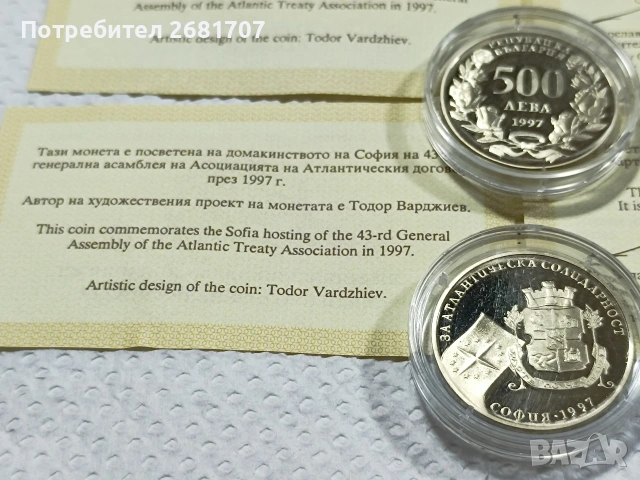 Потребител 2681707
Assembly of the Atlantic Treaty Association in 1997.
Artistic design of the coin: Todor Vardzhiev.
РЕПУБЛИКА
БЪЛГАРИЯ
500
ЛЕВА
1997
Тази монета е посветена на домакинството на София на 43
генерална асамблея на Асоциацията на Атлантическия догов
през 1997 г.
Автор на художествения проект на монетата е Тодор Варджиев.
This coin commemorates the Sofia hosting of the 43-rd General
Assembly of the Atlantic Treaty Association in 1997.
Artistic design of the coin: Todor Vardzhiev.
ЗА АТЛАНТИЧЕСКА СОЛИДАРНОСТ
СОФИЯ · 1997
BAZAR